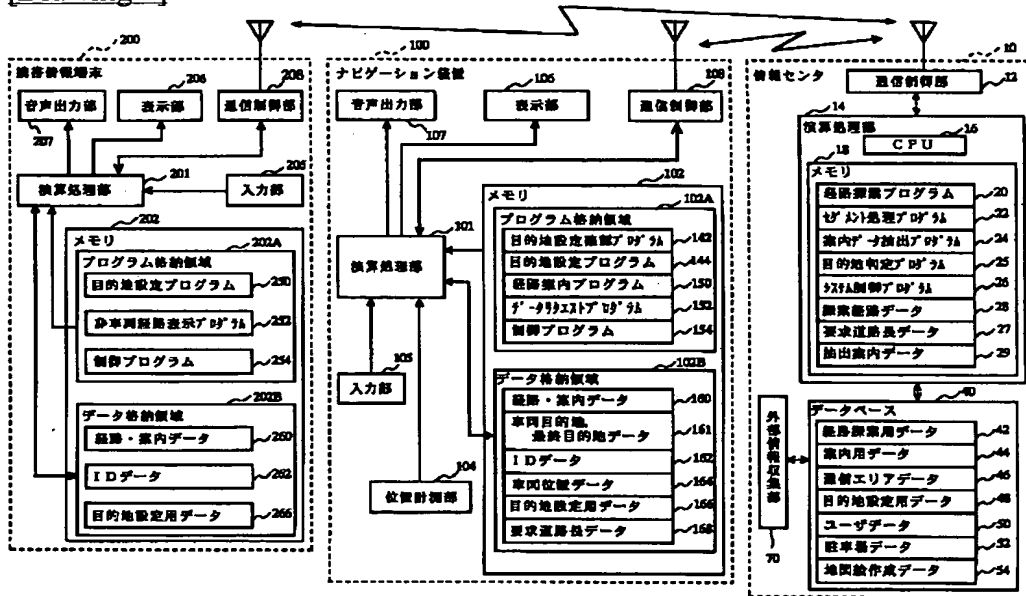 200
携帯情報端末
音声出力部
207
206
表示部
208
通信制御部
演算処理部
201
206
入力部
202
メモリ
202A
プログラム格納領域
目的地設定プログラム
250
非車両経路表示プログラム
252
制御プログラム
254
202B
データ格納領域
経路・案内データ
260
IDデータ
262
目的地設定用データ
266
100
ナビゲーション装置
音声出力部
107
106
表示部
108
通信制御部
101
演算処理部
105
入力部
104
位置計測部
102
メモリ
102A
プログラム格納領域
目的地設定確認プログラム
142
目的地設定プログラム
144
経路案内プログラム
150
データリクエストプログラム
152
制御プログラム
154
102B
データ格納領域
経路・案内データ
160
車両目的地,
最終目的地データ
161
IDデータ
162
車両位置データ
164
目的地設定用データ
166
要求道路長データ
168
10
情報センタ
通信制御部
12
14
演算処理部
16
CPU
18
メモリ
経路探索プログラム
20
セグメント処理プログラム
22
案内データ抽出プログラム
24
目的地判定プログラム
25
システム制御プログラム
26
探索経路データ
28
要求道路長データ
27
抽出案内データ
29
40
データベース
経路探索用データ
42
案内用データ
44
通信エリアデータ
46
目的地設定用データ
48
ユーザデータ
50
駐車場データ
52
地図絵作成データ
54
外部情報収集部
70